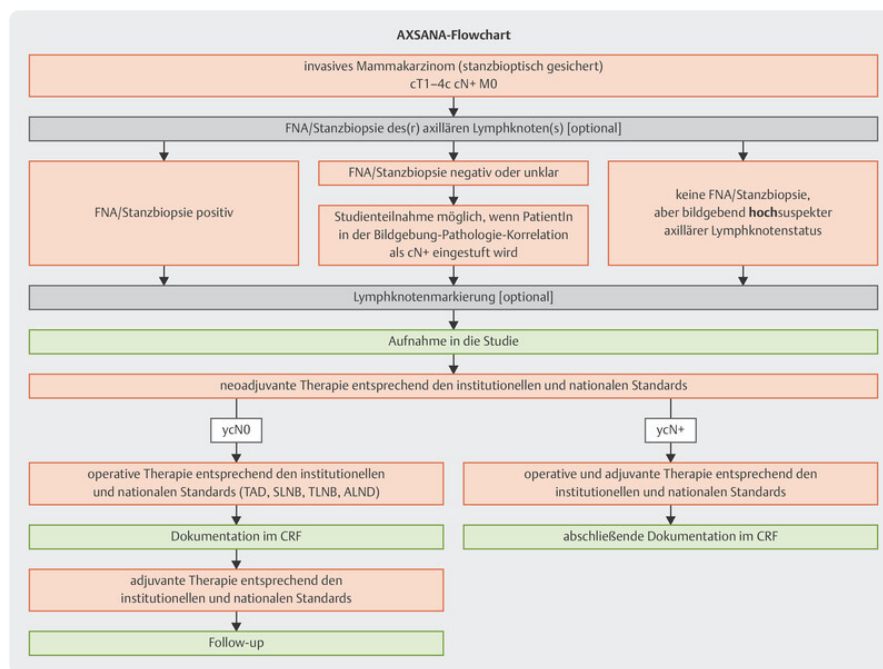 AXSANA-Flowchart
invasives Mammakarzinom (stanzbioptisch gesichert)
cT1–4c cN+ M0
FNA/Stanzbiopsie des(r) axillären Lymphknoten(s) [optional]
FNA/Stanzbiopsie positiv
FNA/Stanzbiopsie negativ oder unklar
Studienteilnahme möglich, wenn PatientIn
in der Bildgebung-Pathologie-Korrelation
als cN+ eingestuft wird
keine FNA/Stanzbiopsie,
aber bildgebend hochsuspekter
axillärer Lymphknotenstatus
Lymphknotenmarkierung [optional]
Aufnahme in die Studie
neoadjuvante Therapie entsprechend den institutionellen und nationalen Standards
ycN0
ycN+
operative Therapie entsprechend den institutionellen
und nationalen Standards (TAD, SLNB, TLNB, ALND)
operative und adjuvante Therapie entsprechend den
institutionellen und nationalen Standards
Dokumentation im CRF
abschließende Dokumentation im CRF
adjuvante Therapie entsprechend den
institutionellen und nationalen Standards
Follow-up